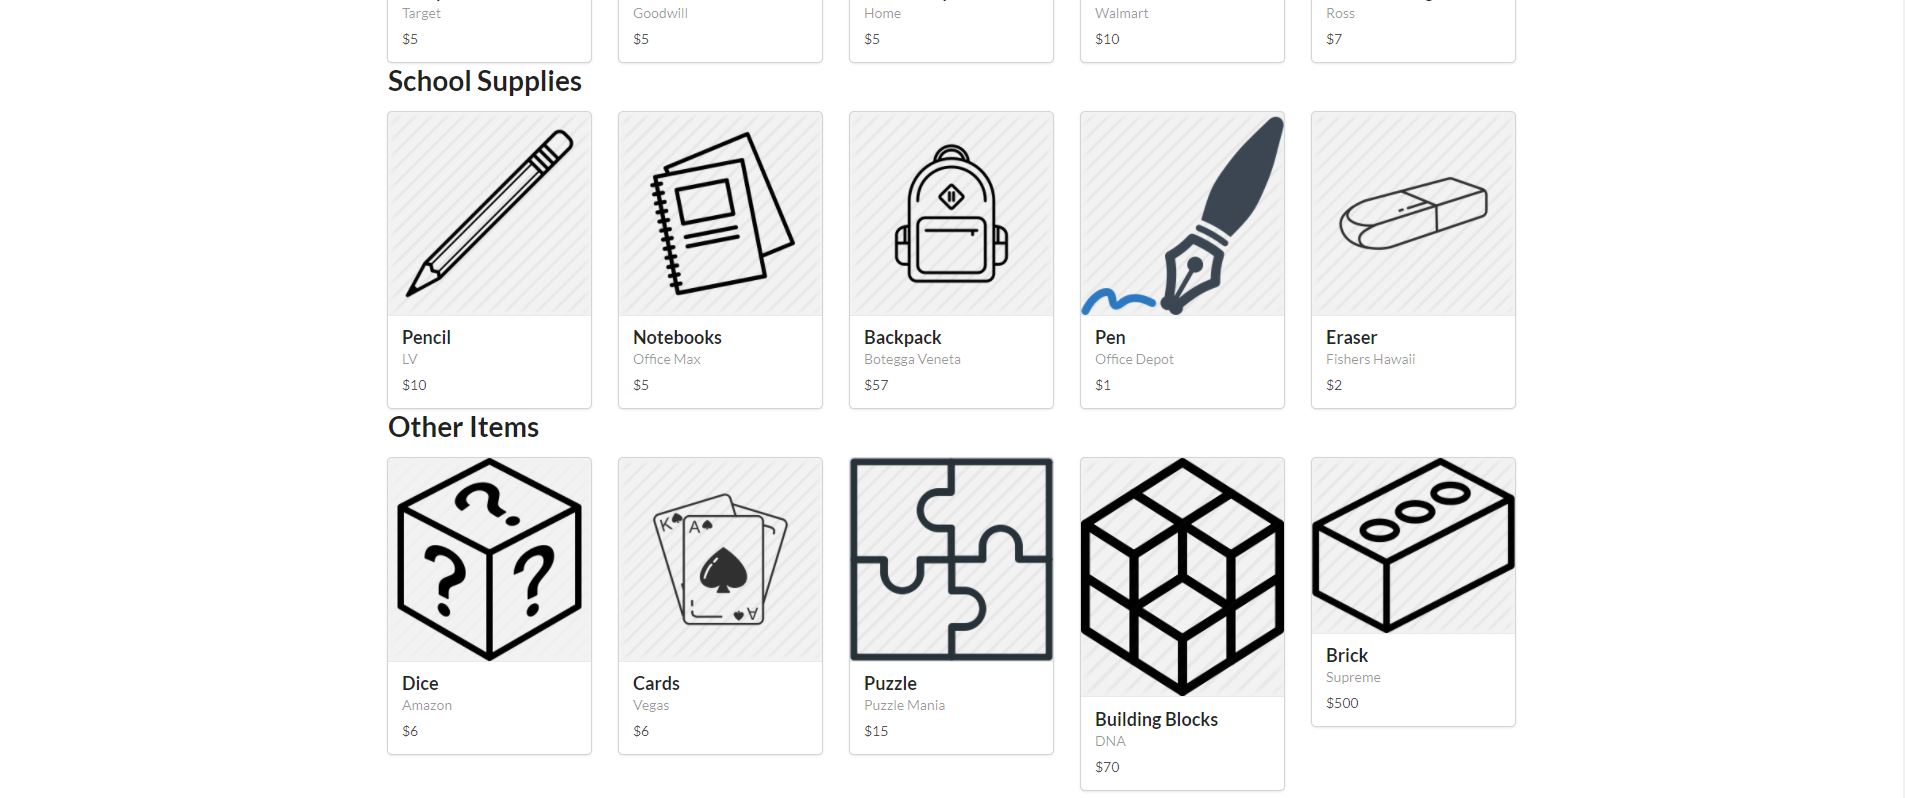 Target Goodwill Home Walmart Ross
$5 $5 $5 $10 $7
School Supplies
Pencil Notebooks Backpack Pen Eraser
LV Office Max Botegga Veneta Office Depot Fishers Hawaii
$10 $5 $57 $1 $2
Other Items
? ? ?
K A
A
Dice Cards Puzzle
Amazon Vegas Puzzle Mania
$6 $6 $15
Building Blocks
DNA
$70
Brick
Supreme
$500